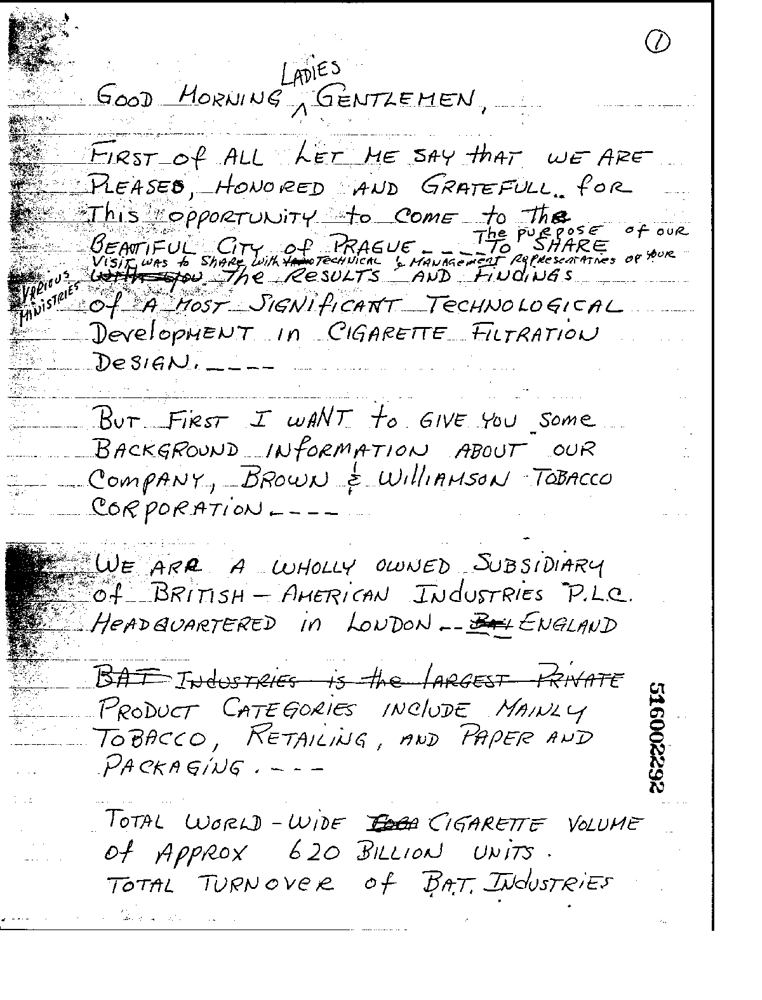 ①
LADIES
GOOD MORNING ^ GENTLEMEN,
FIRST of ALL LET ME SAY that WE ARE
PLEASED, HONORED AND GRATEFULL for
This OPPORTUNITY to COME to The
BEAUTIFUL CITY of PRAGUE ---- TO SHARE
The PURPOSE of OUR
VISIT WAS to SHARE WITH TECHNICAL & MANAGEMENT REPRESENTATIVES OF YOUR
VARIOUS
MINISTRIES
WITH YOU The RESULTS AND FINDINGS
of A MOST SIGNIFICANT TECHNOLOGICAL
DevelopMENT in CIGARETTE FILTRATION
DESIGN. ----
BUT FIRST I WANT to GIVE YOU Some
BACKGROUND INFORMATION ABOUT OUR
COMPANY, BROWN & WILLIAMSON TOBACCO
CORPORATION ----
WE ARE A WHOLLY OWNED SUBSIDIARY
of BRITISH - AMERICAN INDUSTRIES P.L.C.
HEADQUARTERED in LONDON -- ENGLAND
BAT INDUSTRIES is the LARGEST PRIVATE
PRODUCT CATEGORIES INCLUDE MAINLY
TOBACCO, RETAILING, AND PAPER AND
PACKAGING. ---
TOTAL WORLD-WIDE CIGARETTE VOLUME
Of APPROX 620 BILLION UNITS.
TOTAL TURNOVER of B.A.T. INDUSTRIES
516002292